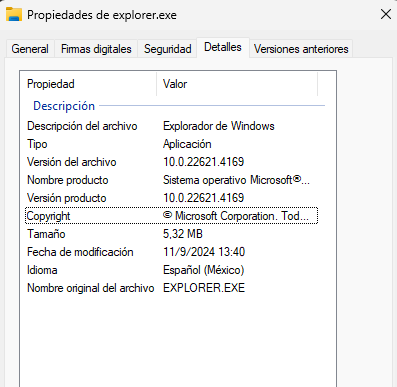 Propiedades de explorer.exe
General Firmas digitales Seguridad Detalles Versiones anteriores
Propiedad Valor
Descripción
Descripción del archivo Explorador de Windows
Tipo Aplicación
Versión del archivo 10.0.22621.4169
Nombre producto Sistema operativo Microsoft®...
Versión producto 10.0.22621.4169
Copyright © Microsoft Corporation. Tod...
Tamaño 5,32 MB
Fecha de modificación 11/9/2024 13:40
Idioma Español (México)
Nombre original del archivo EXPLORER.EXE